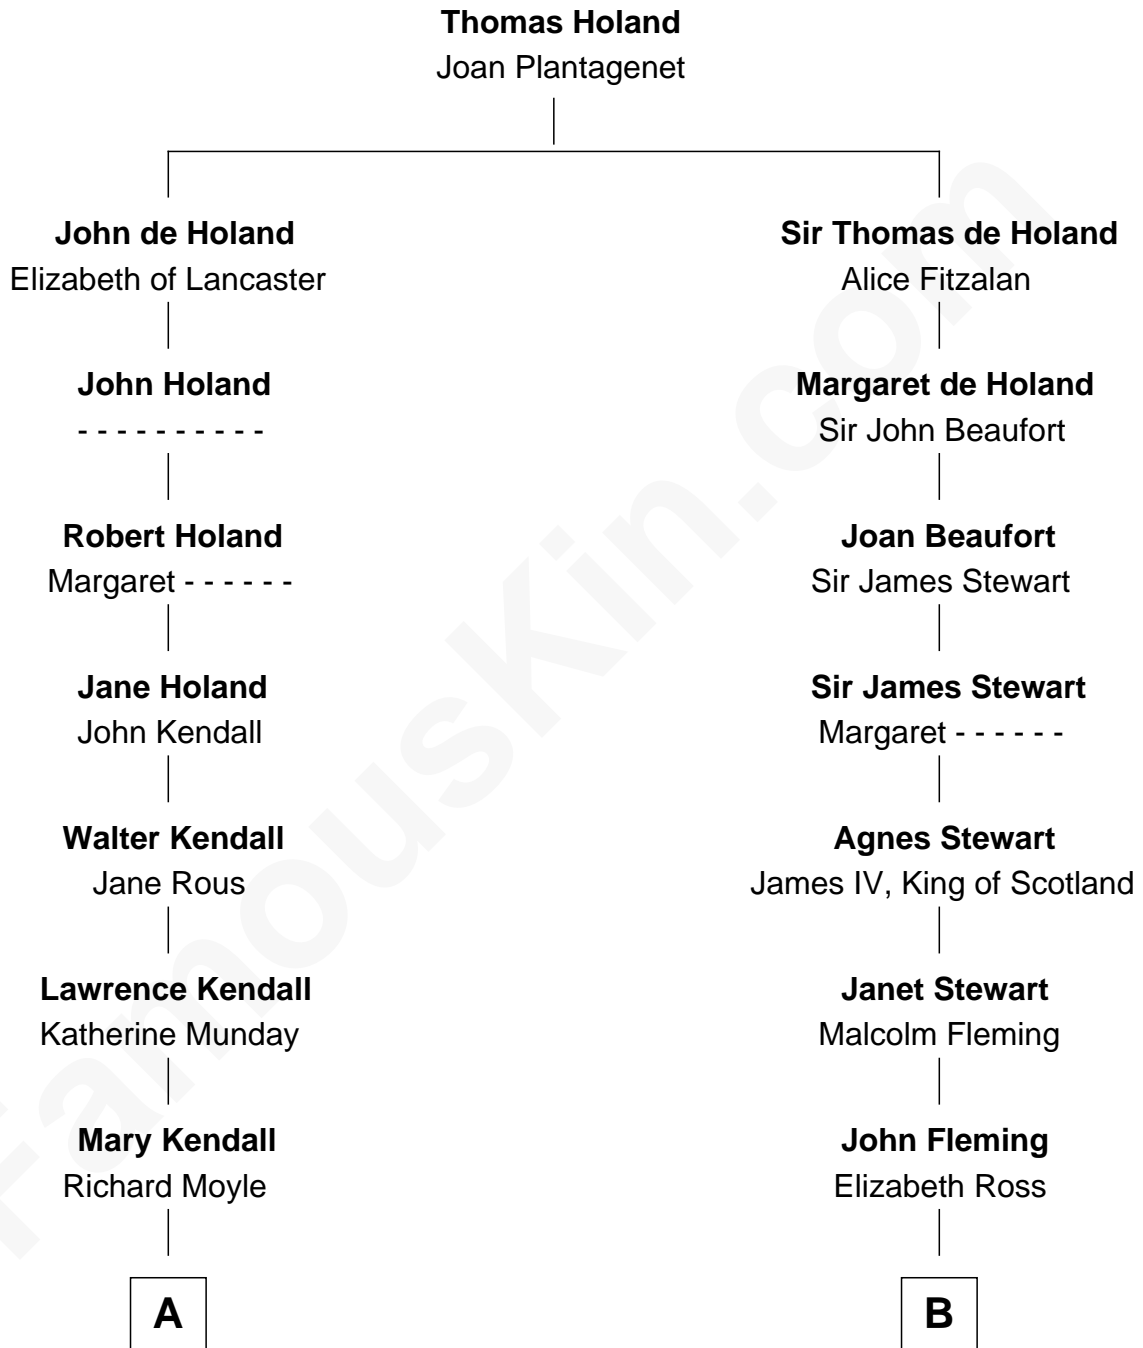 Thomas Holand
Joan Plantagenet
John de Holand
Elizabeth of Lancaster
Sir Thomas de Holand
Alice Fitzalan
John Holand
- - - - - - - - - -
Margaret de Holand
Sir John Beaufort
Robert Holand
Margaret - - - - - -
Joan Beaufort
Sir James Stewart
Jane Holand
John Kendall
Sir James Stewart
Margaret - - - - - -
Walter Kendall
Jane Rous
Agnes Stewart
James IV, King of Scotland
Lawrence Kendall
Katherine Munday
Janet Stewart
Malcolm Fleming
Mary Kendall
Richard Moyle
John Fleming
Elizabeth Ross
A
B
FamousKin.com